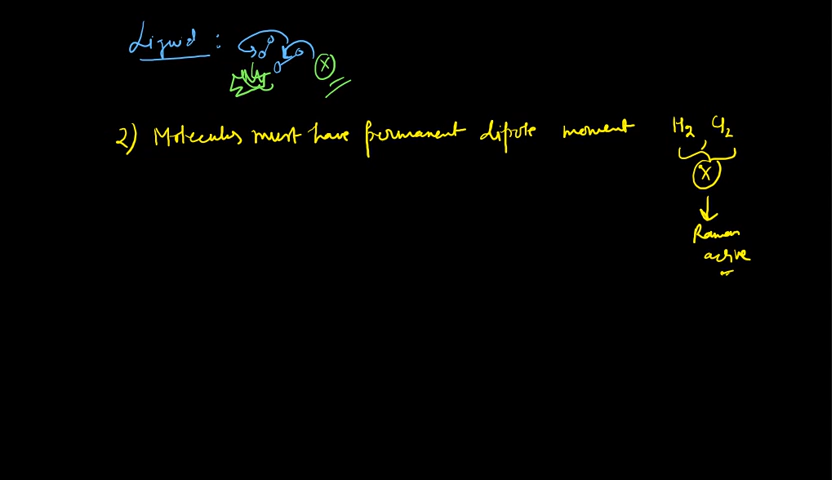 Liquid :
X
2) Molecules must have permanent dipole moment H2, Cl2
X
Raman
active